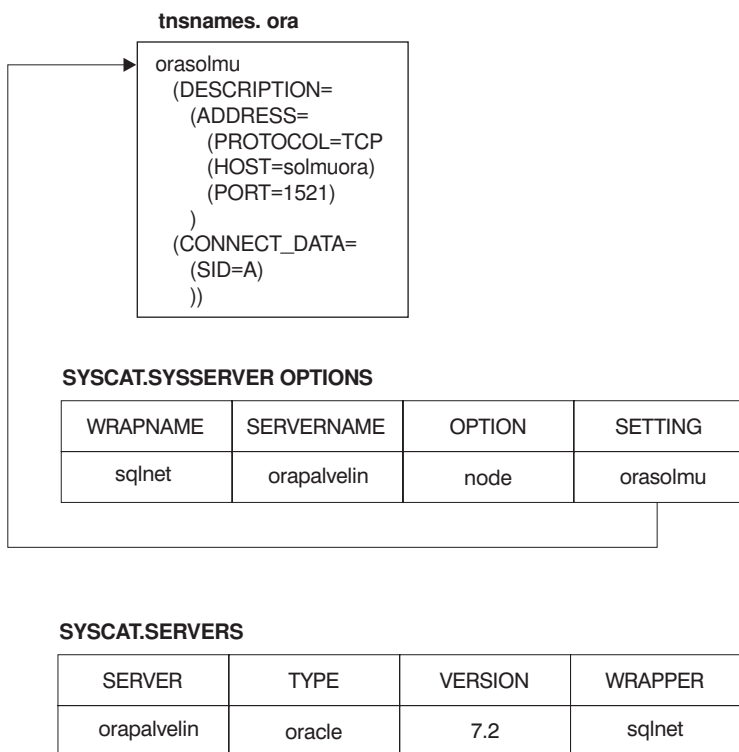 tnsnames. ora
orasolmu
(DESCRIPTION=
(ADDRESS=
(PROTOCOL=TCP
(HOST=solmuora)
(PORT=1521)
)
(CONNECT_DATA=
(SID=A)
))
SYSCAT.SYSSERVER OPTIONS
WRAPNAME SERVERNAME OPTION SETTING
sqlnet orapalvelin node orasolmu
SYSCAT.SERVERS
SERVER TYPE VERSION WRAPPER
orapalvelin oracle 7.2 sqlnet